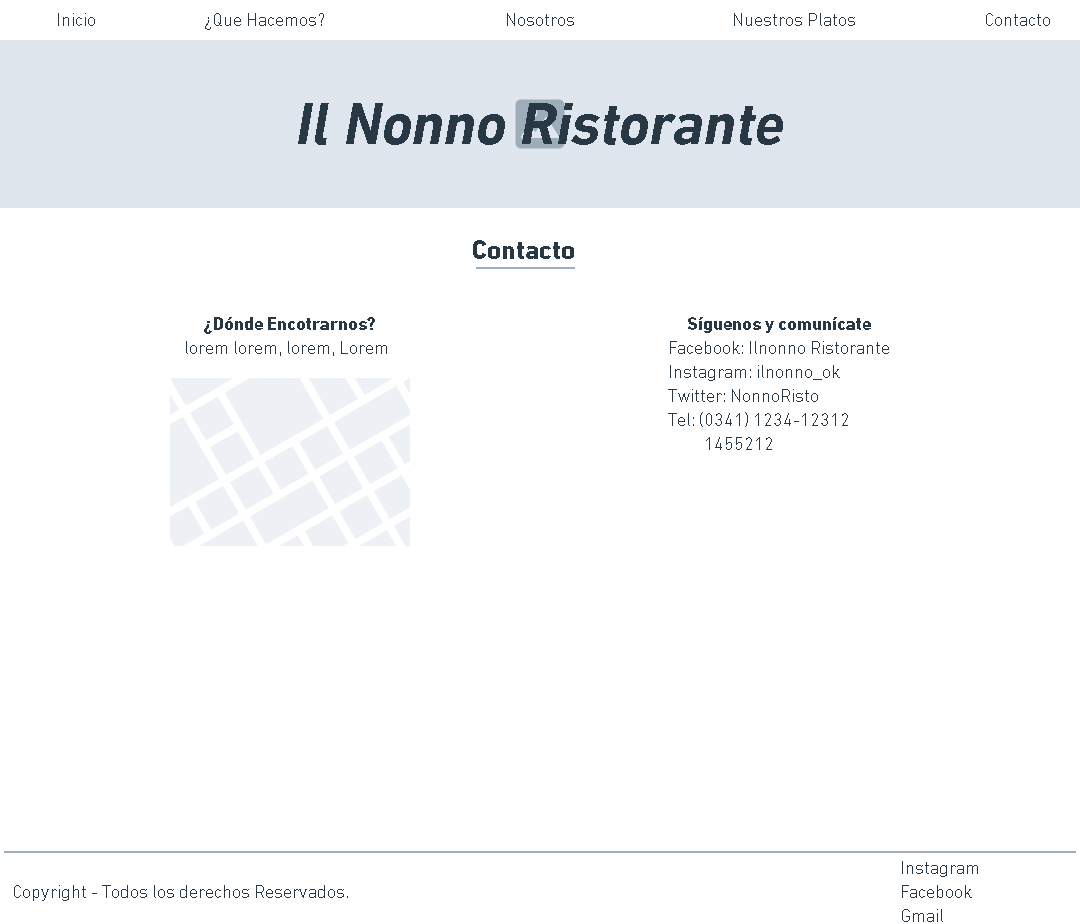 Inicio
¿Que Hacemos?
Nosotros
Nuestros Platos
Contacto
Il Nonno Ristorante
Contacto
¿Dónde Encotrarnos?
lorem lorem, lorem, Lorem
Síguenos y comunícate
Facebook: Ilnonno Ristorante
Instagram: ilnonno_ok
Twitter: NonnoRisto
Tel: (0341) 1234-12312
1455212
Copyright - Todos los derechos Reservados.
Instagram
Facebook
Gmail